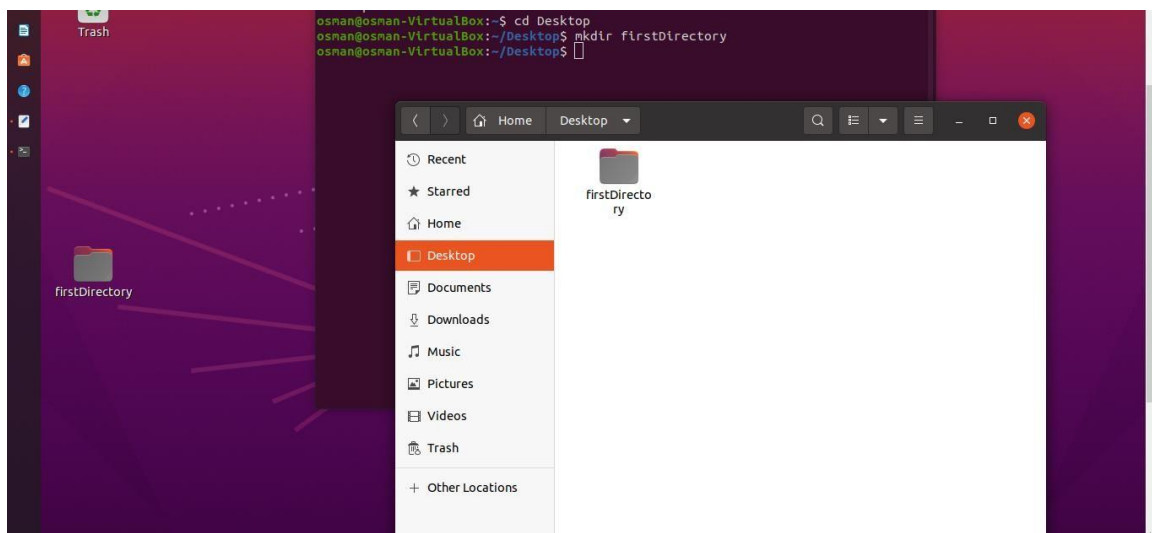 Trash
osman@osman-VirtualBox:~$ cd Desktop
osman@osman-VirtualBox:~/Desktop$ mkdir firstDirectory
osman@osman-VirtualBox:~/Desktop$
Home Desktop
Recent
Starred
Home
Desktop
Documents
Downloads
Music
Pictures
Videos
Trash
+ Other Locations
firstDirecto
ry
firstDirectory